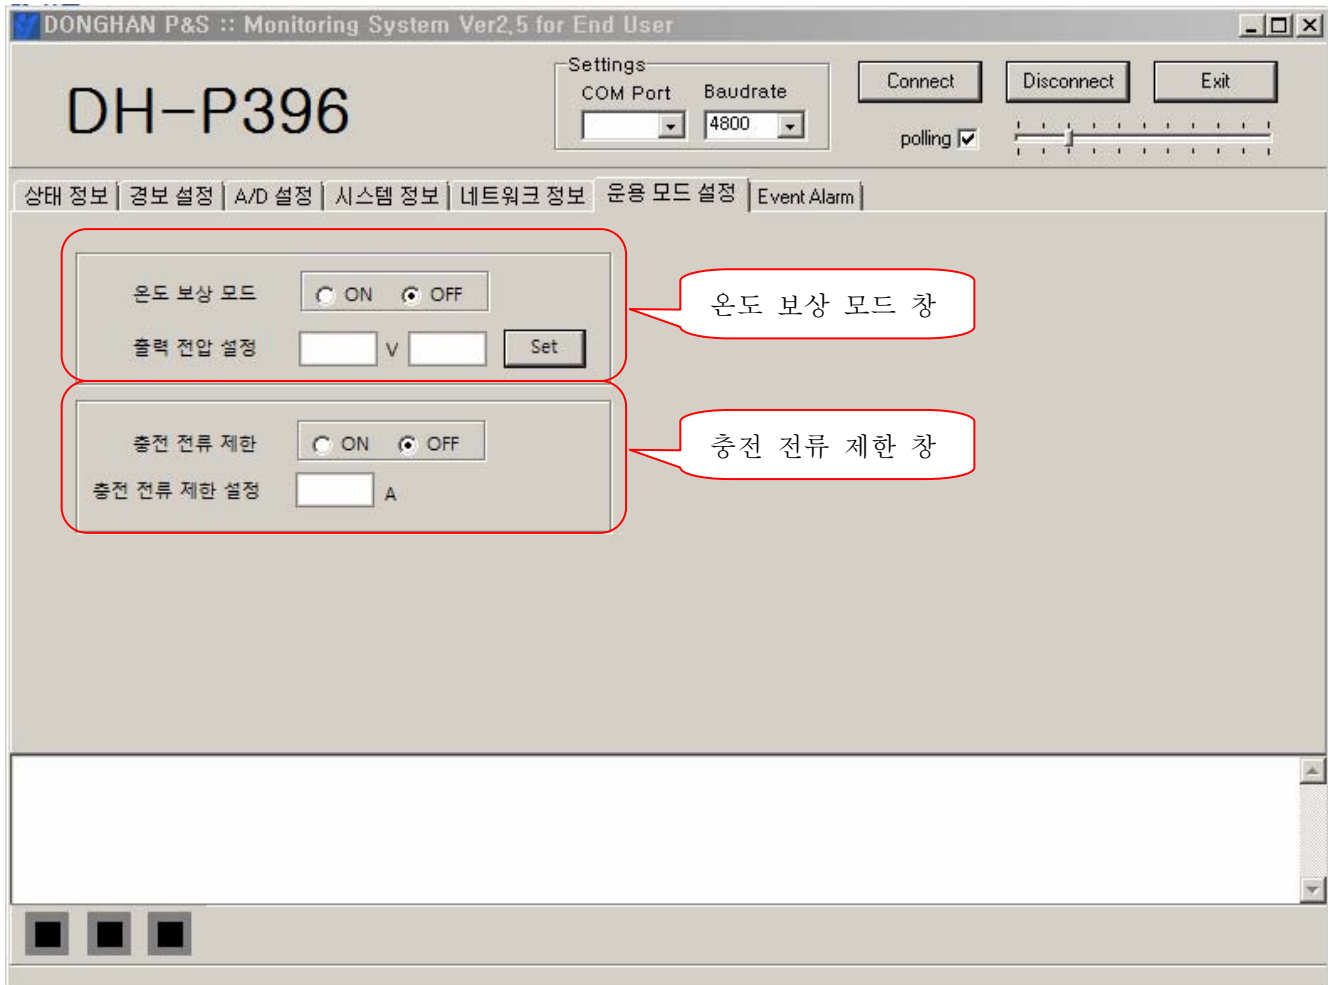 DONGHAN P&S :: Monitoring System Ver2,5 for End User
DH-P396
Settings
COM Port Baudrate
4800
Connect Disconnect Exit
polling
상태 정보 경보 설정 A/D 설정 시스템 정보 네트워크 정보 운용 모드 설정 Event Alarm
온도 보상 모드 ON OFF
출력 전압 설정 V Set
온도 보상 모드 창
충전 전류 제한 ON OFF
충전 전류 제한 설정 A
충전 전류 제한 창